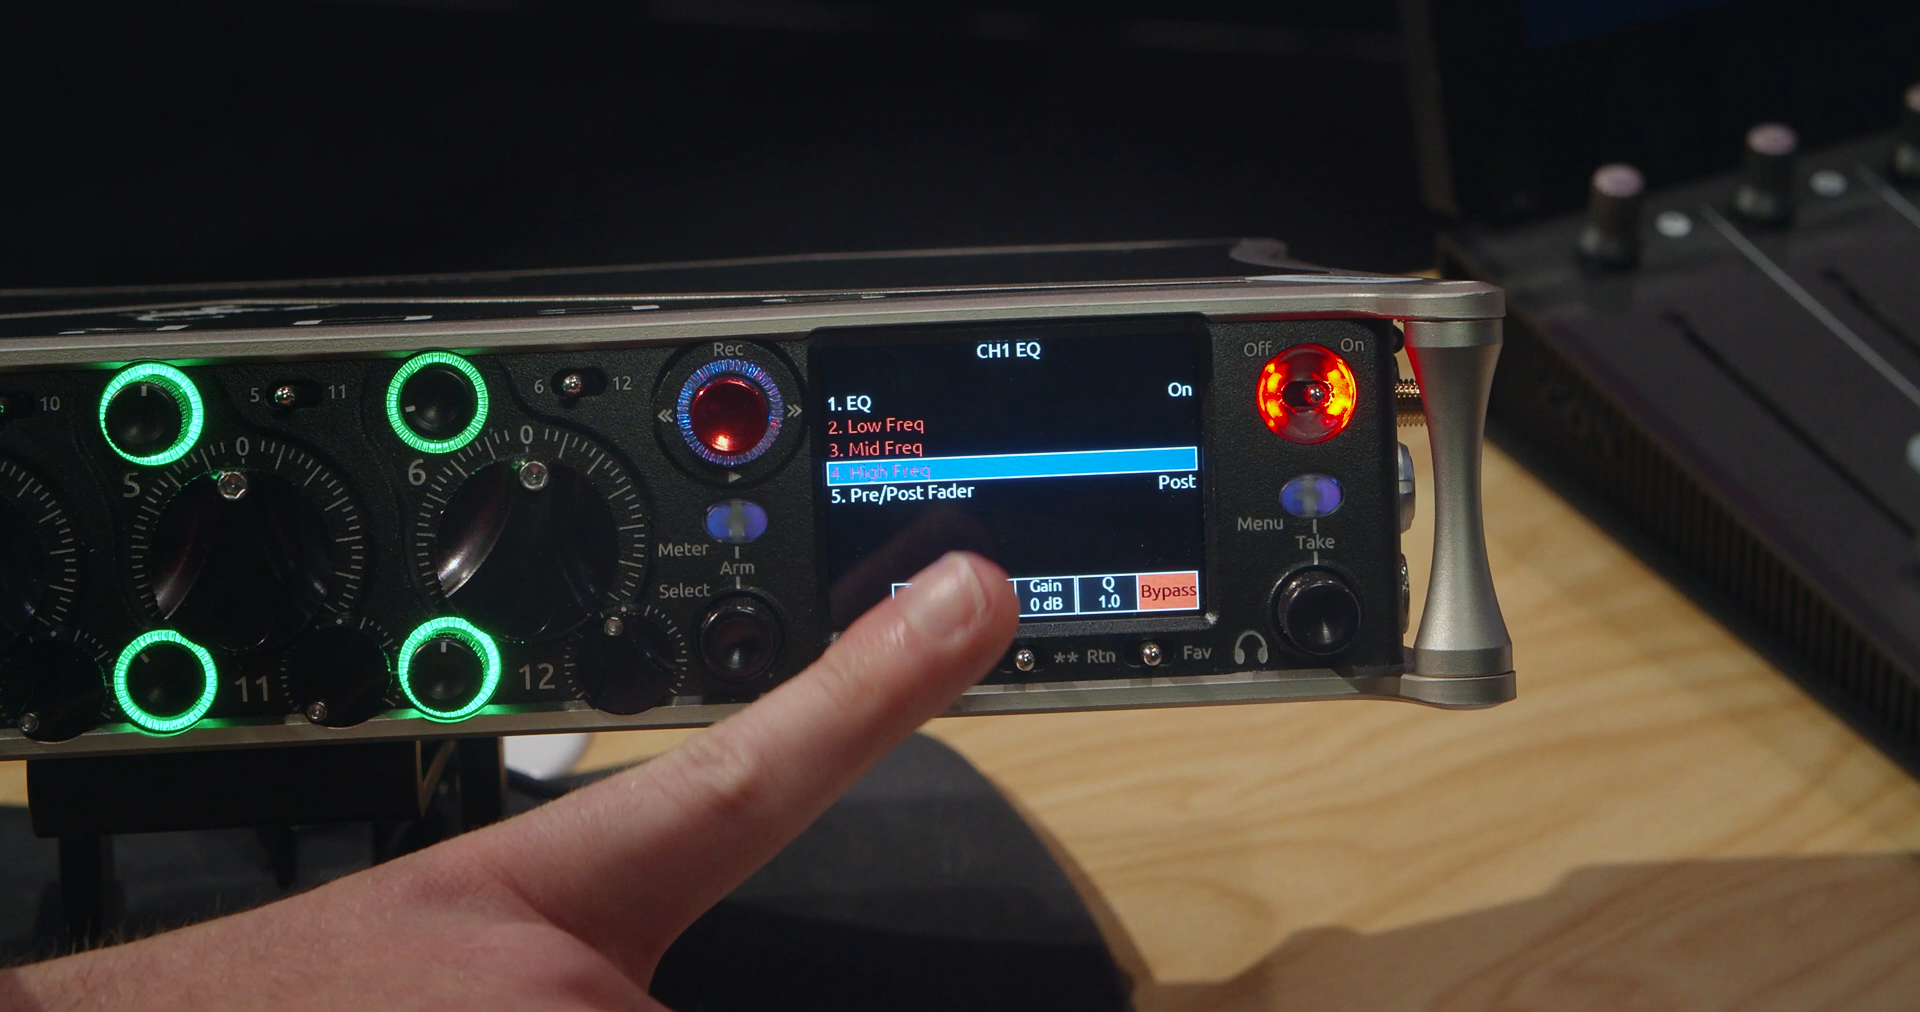 CH1 EQ
1. EQ On
2. Low Freq
3. Mid Freq
4. High Freq
5. Pre/Post Fader Post
Gain
0 dB
Q
1.0
Bypass
10
5
11
6
12
Rec
«
»
Off
On
0
5
0
6
Meter
Arm
Select
Menu
Take
11
12
** Rtn
Fav